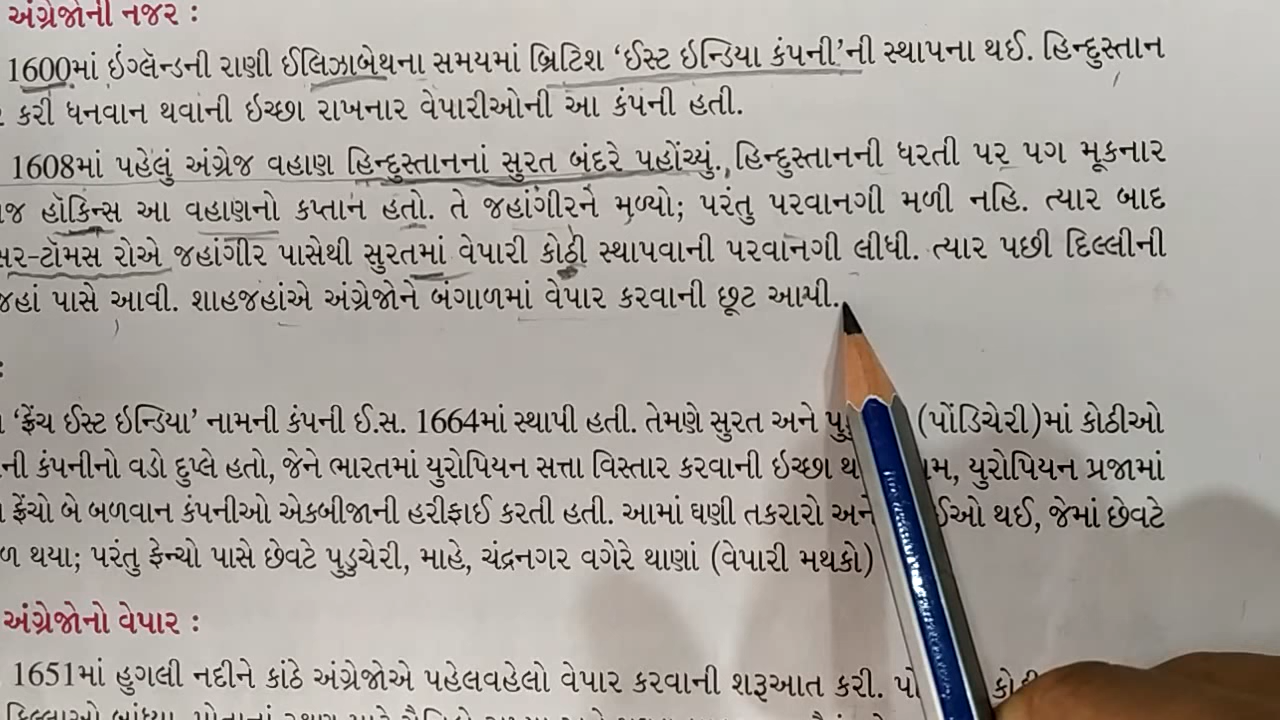 અંગ્રેજોની નજર :
1600માં ઇંગ્લૅન્ડની રાણી ઈલિઝાબેથના સમયમાં બ્રિટિશ ‘ઈસ્ટ ઇન્ડિયા કંપની’ની સ્થાપના થઈ. હિન્દુસ્તાન
કરી ધનવાન થવાની ઇચ્છા રાખનાર વેપારીઓની આ કંપની હતી.
1608માં પહેલું અંગ્રેજ વહાણ હિન્દુસ્તાનનાં સુરત બંદરે પહોંચ્યું. હિન્દુસ્તાનની ધરતી પર પગ મૂકનાર
હૉકિન્સ આ વહાણનો કપ્તાન હતો. તે જહાંગીરને મળ્યો; પરંતુ પરવાનગી મળી નહિ. ત્યાર બાદ
સર-ટૉમસ રોએ જહાંગીર પાસેથી સુરતમાં વેપારી કોઠી સ્થાપવાની પરવાનગી લીધી. ત્યાર પછી દિલ્લીની
જહાં પાસે આવી. શાહજહાંએ અંગ્રેજોને બંગાળમાં વેપાર કરવાની છૂટ આપી.
‘ફ્રેંચ ઈસ્ટ ઇન્ડિયા’ નામની કંપની ઈ.સ. 1664માં સ્થાપી હતી. તેમણે સુરત અને (પોંડિચેરી)માં કોઠીઓ
ની કંપનીનો વડો દુપ્લે હતો, જેને ભારતમાં યુરોપિયન સત્તા વિસ્તાર કરવાની ઇચ્છા યુરોપિયન પ્રજામાં
ફ્રેંચો બે બળવાન કંપનીઓ એકબીજાની હરીફાઈ કરતી હતી. આમાં ઘણી તકરારો અને થઈ, જેમાં છેવટે
થયા; પરંતુ ફ્રેન્ચો પાસે છેવટે પુડુચેરી, માહે, ચંદ્રનગર વગેરે થાણાં (વેપારી મથકો)
અંગ્રેજોનો વેપાર :
1651માં હુગલી નદીને કાંઠે અંગ્રેજોએ પહેલવહેલો વેપાર કરવાની શરૂઆત કરી.